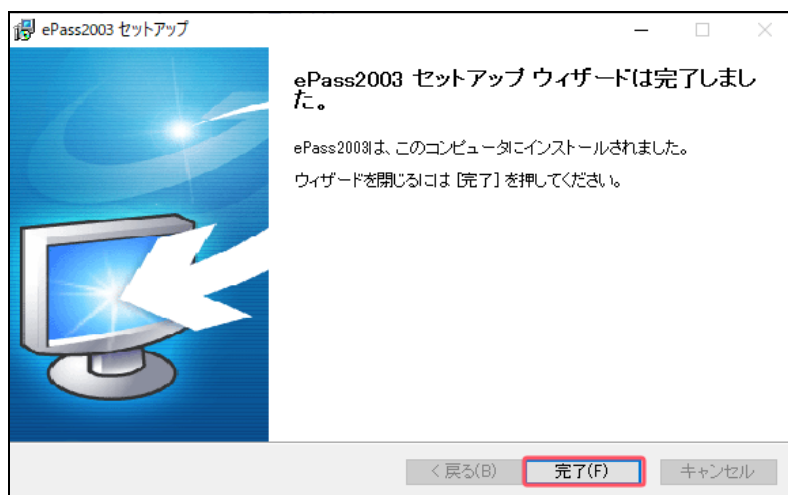 ePass2003 セットアップ
ePass2003 セットアップ ウィザードは完了しまし
た。
ePass2003は、このコンピュータにインストールされました。
ウィザードを閉じるには [完了] を押してください。
< 戻る(B)
完了(F)
キャンセル